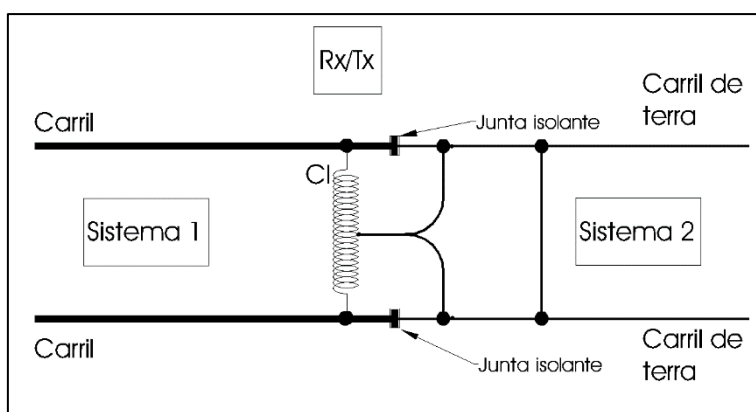 Rx/Tx
Carril
Junta isolante
Carril de
terra
CI
Sistema 1
Sistema 2
Carril
Junta isolante
Carril de
terra